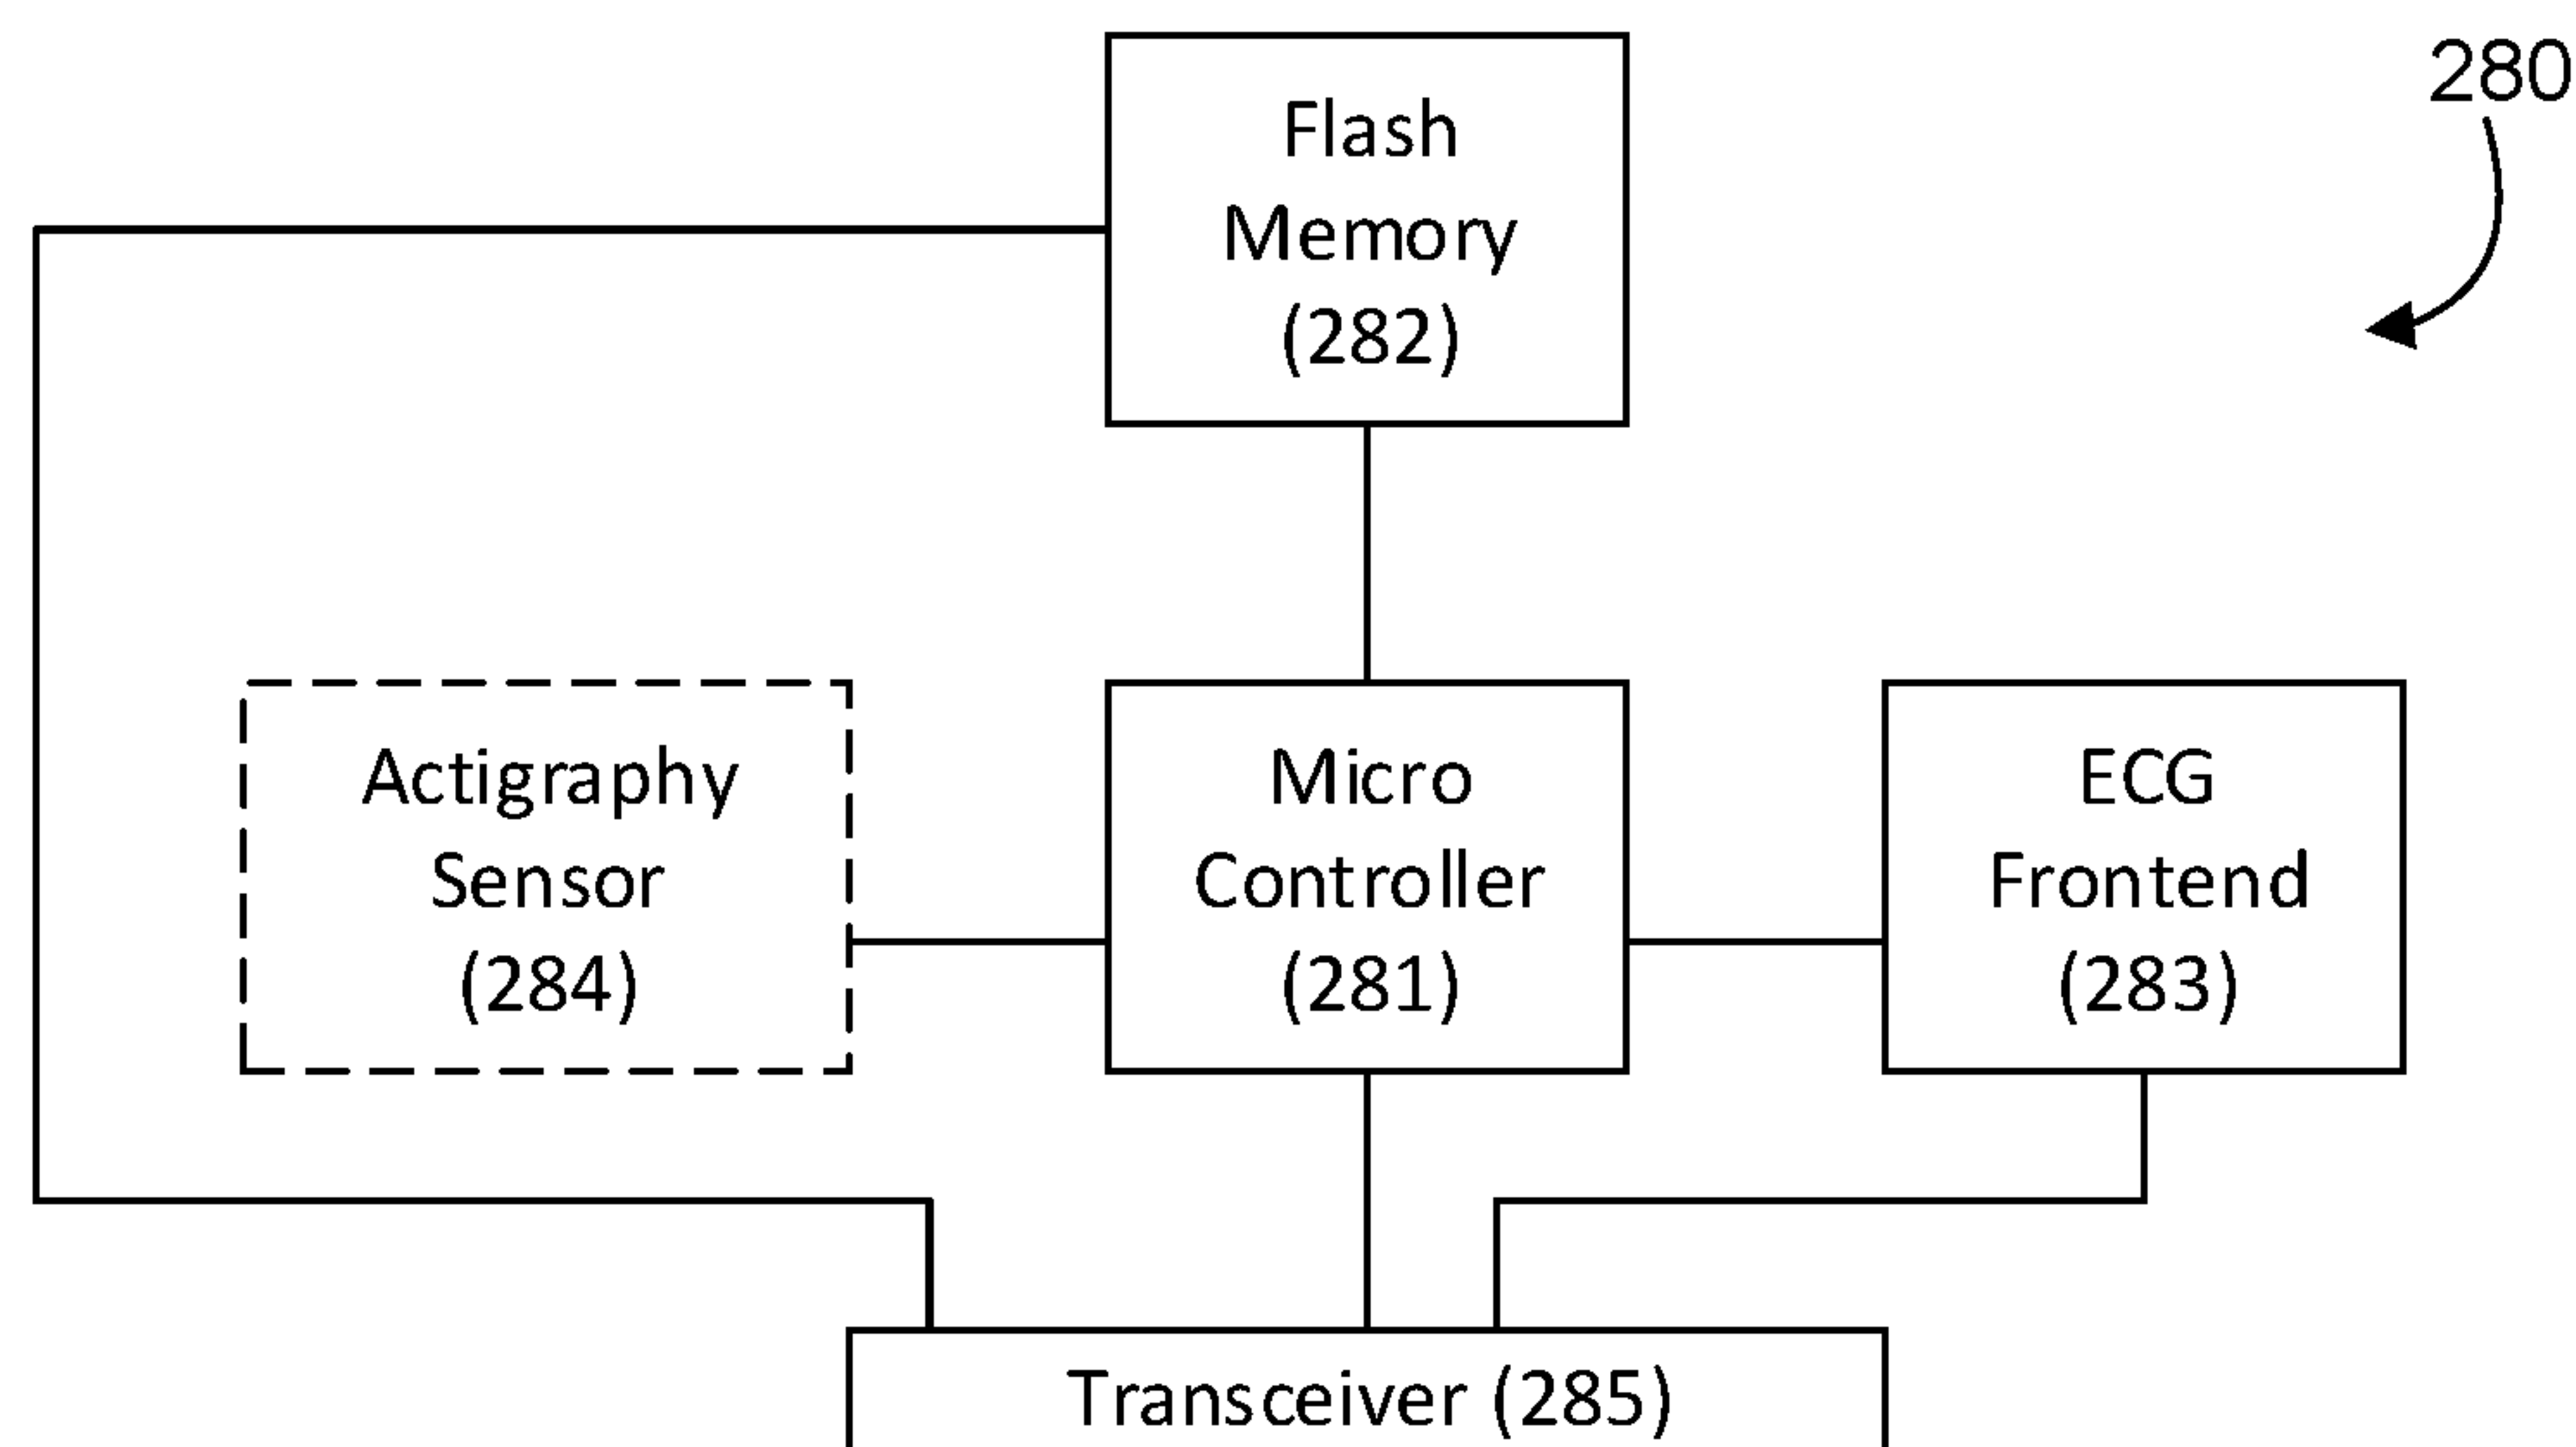 280
Flash
Memory
(282)
Actigraphy
Sensor
(284)
Micro
Controller
(281)
ECG
Frontend
(283)
Transceiver (285)